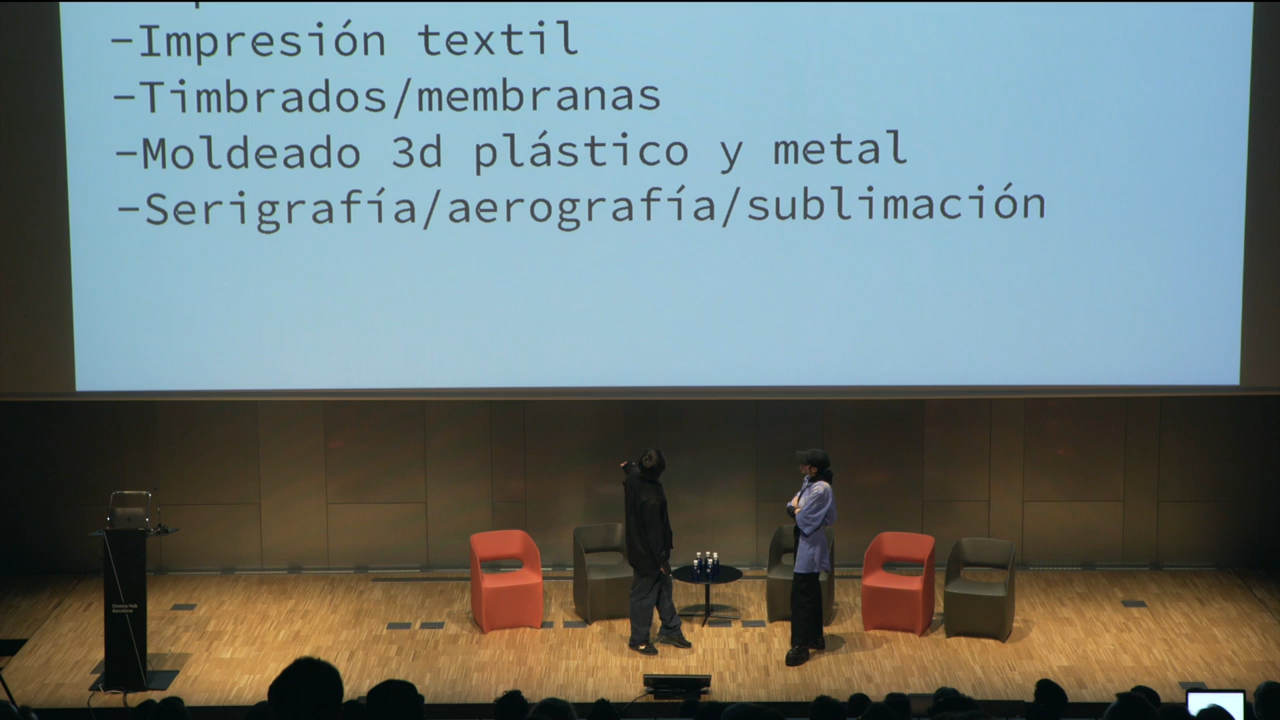 -Impresión textil
-Timbrados/membranas
-Moldeado 3d plástico y metal
-Serigrafía/aerografía/sublimación